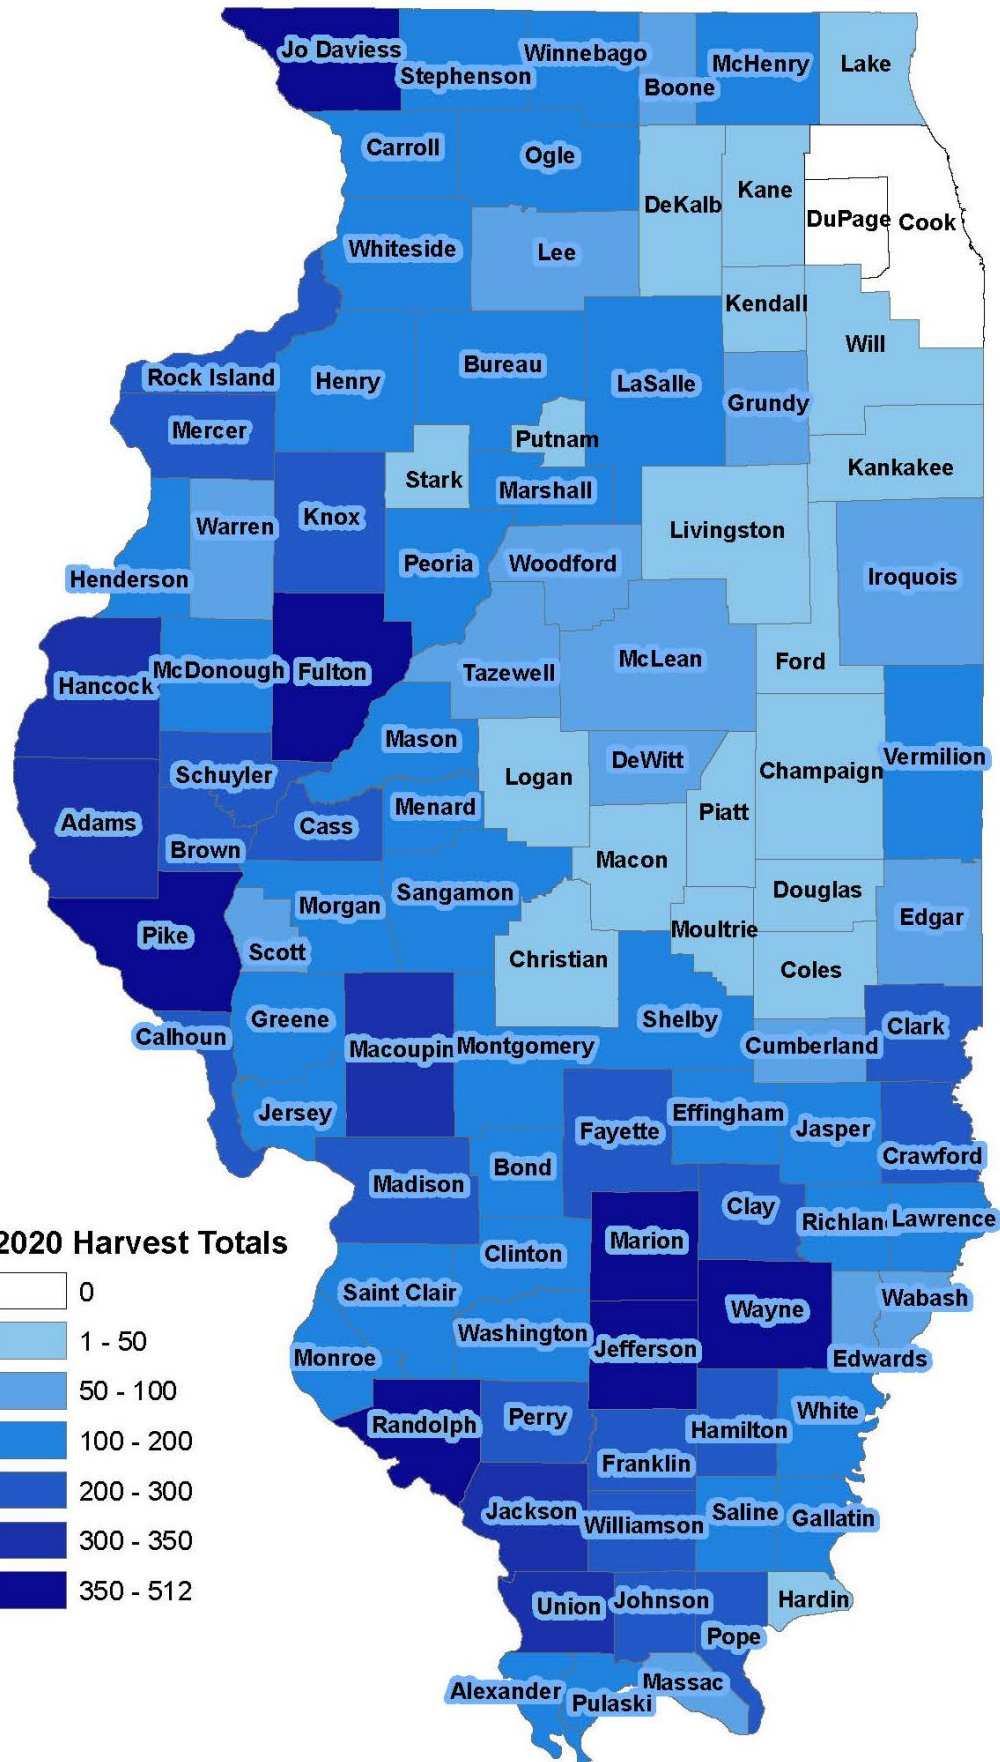 Jo Daviess
Stephenson
Winnebago
Boone
McHenry
Lake
Carroll
Ogle
DeKalb
Kane
DuPage
Cook
Whiteside
Lee
Kendall
Will
Rock Island
Henry
Bureau
LaSalle
Grundy
Mercer
Putnam
Kankakee
Stark
Marshall
Warren
Knox
Livingston
Henderson
Peoria
Woodford
Iroquois
Hancock
McDonough
Fulton
Tazewell
McLean
Ford
Mason
Schuyler
Logan
DeWitt
Champaign
Vermilion
Adams
Cass
Menard
Piatt
Brown
Macon
Douglas
Morgan
Sangamon
Edgar
Pike
Scott
Christian
Moultrie
Coles
Greene
Shelby
Clark
Calhoun
Macoupin
Montgomery
Cumberland
Jersey
Fayette
Effingham
Jasper
Crawford
Madison
Bond
Clay
Richlan
Lawrence
Marion
Clinton
Saint Clair
Wayne
Wabash
Washington
Jefferson
Edwards
Monroe
Randolph
Perry
Hamilton
White
Franklin
Jackson
Williamson
Saline
Gallatin
Union
Johnson
Hardin
Pope
Alexander
Pulaski
Massac
2020 Harvest Totals
0
1 - 50
50 - 100
100 - 200
200 - 300
300 - 350
350 - 512